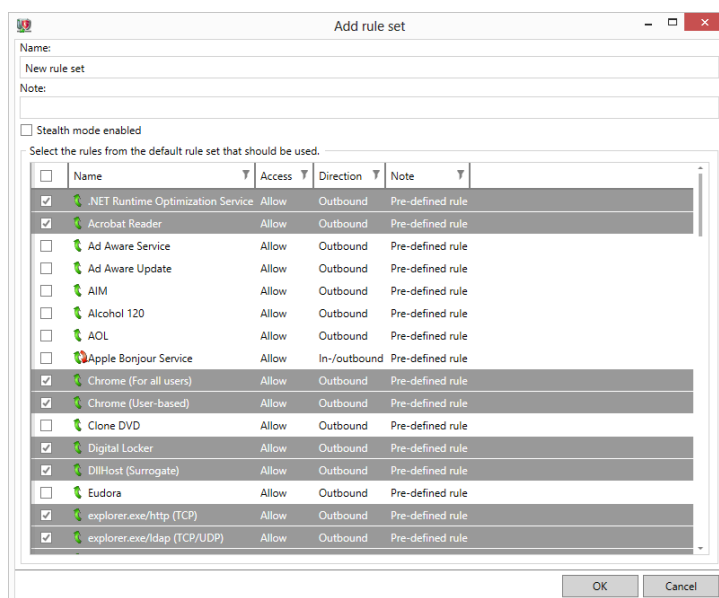 Add rule set
Name:
New rule set
Note:
Stealth mode enabled
Select the rules from the default rule set that should be used.
Name Access Direction Note
.NET Runtime Optimization Service Allow Outbound Pre-defined rule
Acrobat Reader Allow Outbound Pre-defined rule
Ad Aware Service Allow Outbound Pre-defined rule
Ad Aware Update Allow Outbound Pre-defined rule
AIM Allow Outbound Pre-defined rule
Alcohol 120 Allow Outbound Pre-defined rule
AOL Allow Outbound Pre-defined rule
Apple Bonjour Service Allow In-/outbound Pre-defined rule
Chrome (For all users) Allow Outbound Pre-defined rule
Chrome (User-based) Allow Outbound Pre-defined rule
Clone DVD Allow Outbound Pre-defined rule
Digital Locker Allow Outbound Pre-defined rule
DllHost (Surrogate) Allow Outbound Pre-defined rule
Eudora Allow Outbound Pre-defined rule
explorer.exe/http (TCP) Allow Outbound Pre-defined rule
explorer.exe/ldap (TCP/UDP) Allow Outbound Pre-defined rule
OK Cancel